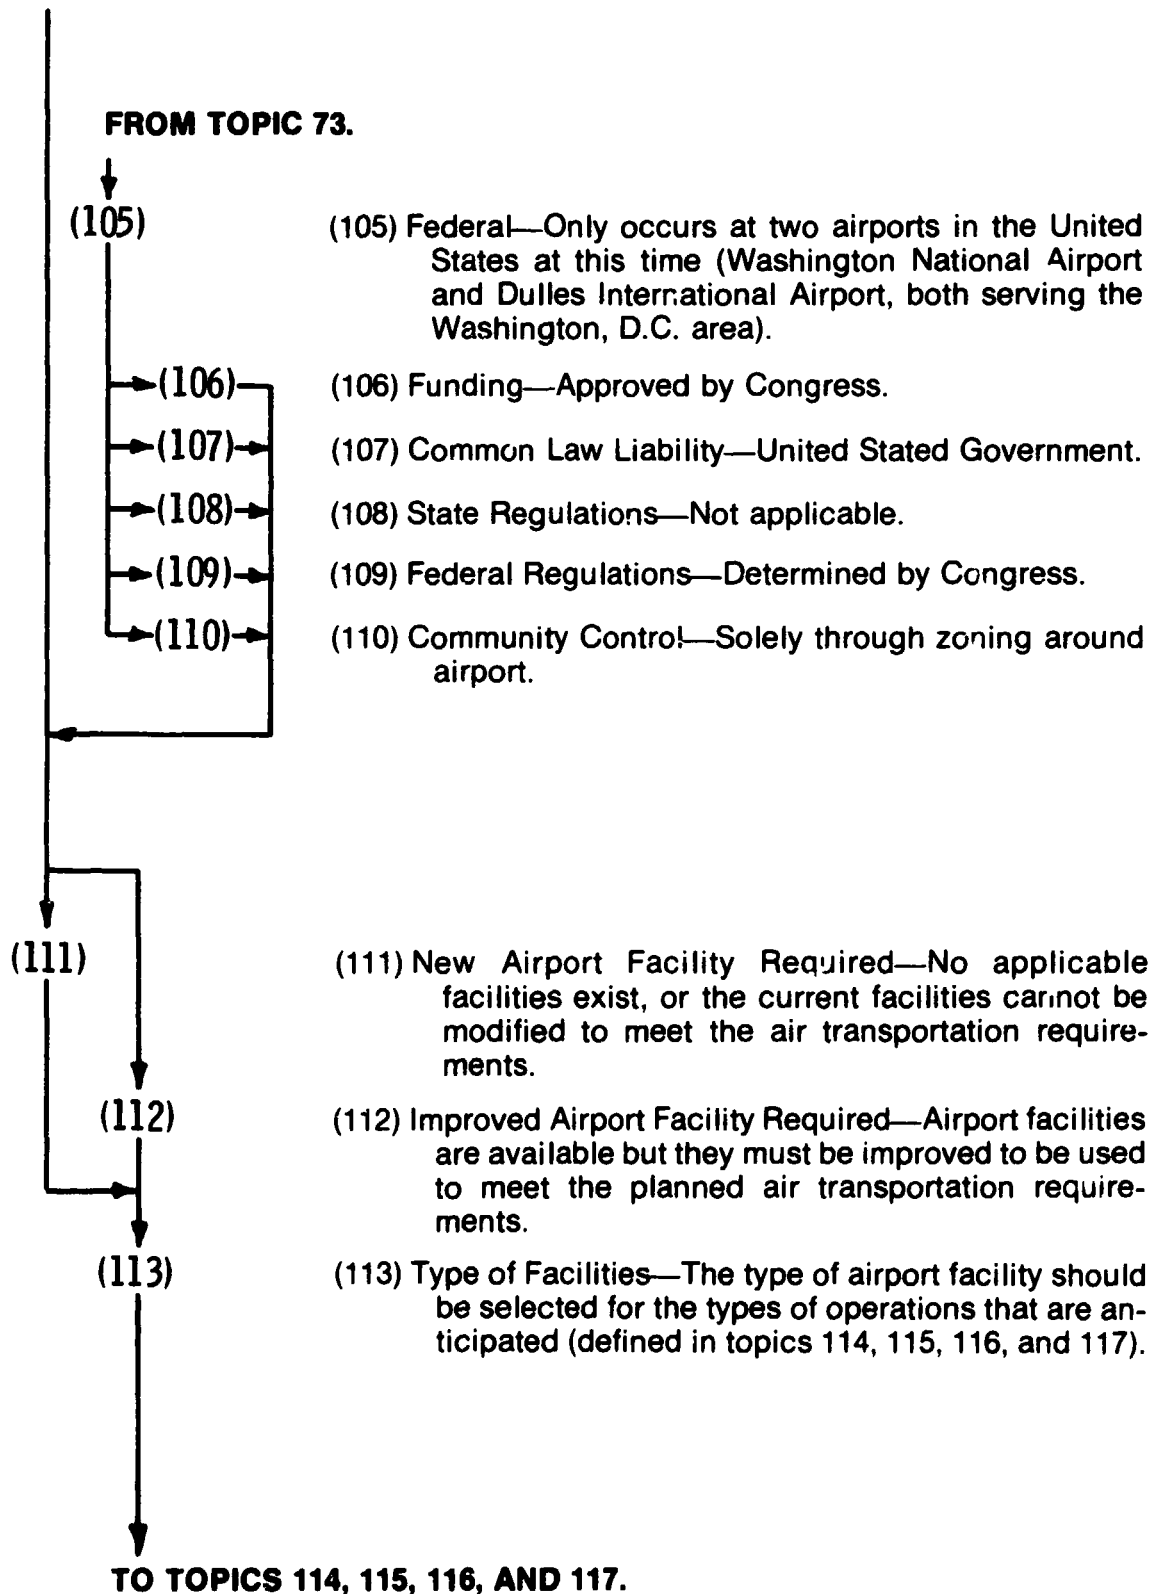 FROM TOPIC 73.
(105)
(105) Federal—Only occurs at two airports in the United
States at this time (Washington National Airport
and Dulles International Airport, both serving the
Washington, D.C. area).
(106)
(106) Funding—Approved by Congress.
(107)
(107) Common Law Liability—United Stated Government.
(108)
(108) State Regulations—Not applicable.
(109)
(109) Federal Regulations—Determined by Congress.
(110)
(110) Community Control—Solely through zoning around
airport.
(111)
(111) New Airport Facility Required—No applicable
facilities exist, or the current facilities cannot be
modified to meet the air transportation require-
ments.
(112)
(112) Improved Airport Facility Required—Airport facilities
are available but they must be improved to be used
to meet the planned air transportation require-
ments.
(113)
(113) Type of Facilities—The type of airport facility should
be selected for the types of operations that are an-
ticipated (defined in topics 114, 115, 116, and 117).
TO TOPICS 114, 115, 116, AND 117.